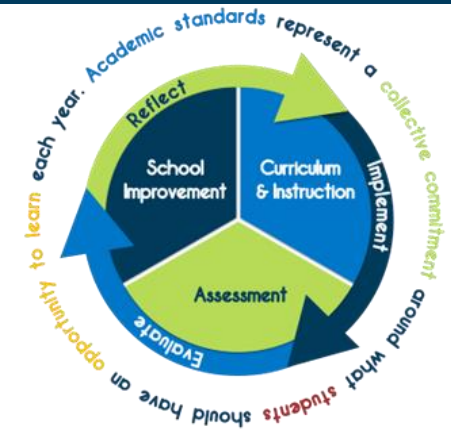 Academic standards represent a collective commitment around what students should have an opportunity to learn each year.
Reflect
Implement
Evaluate
School
Improvement
Curriculum
& Instruction
Assessment